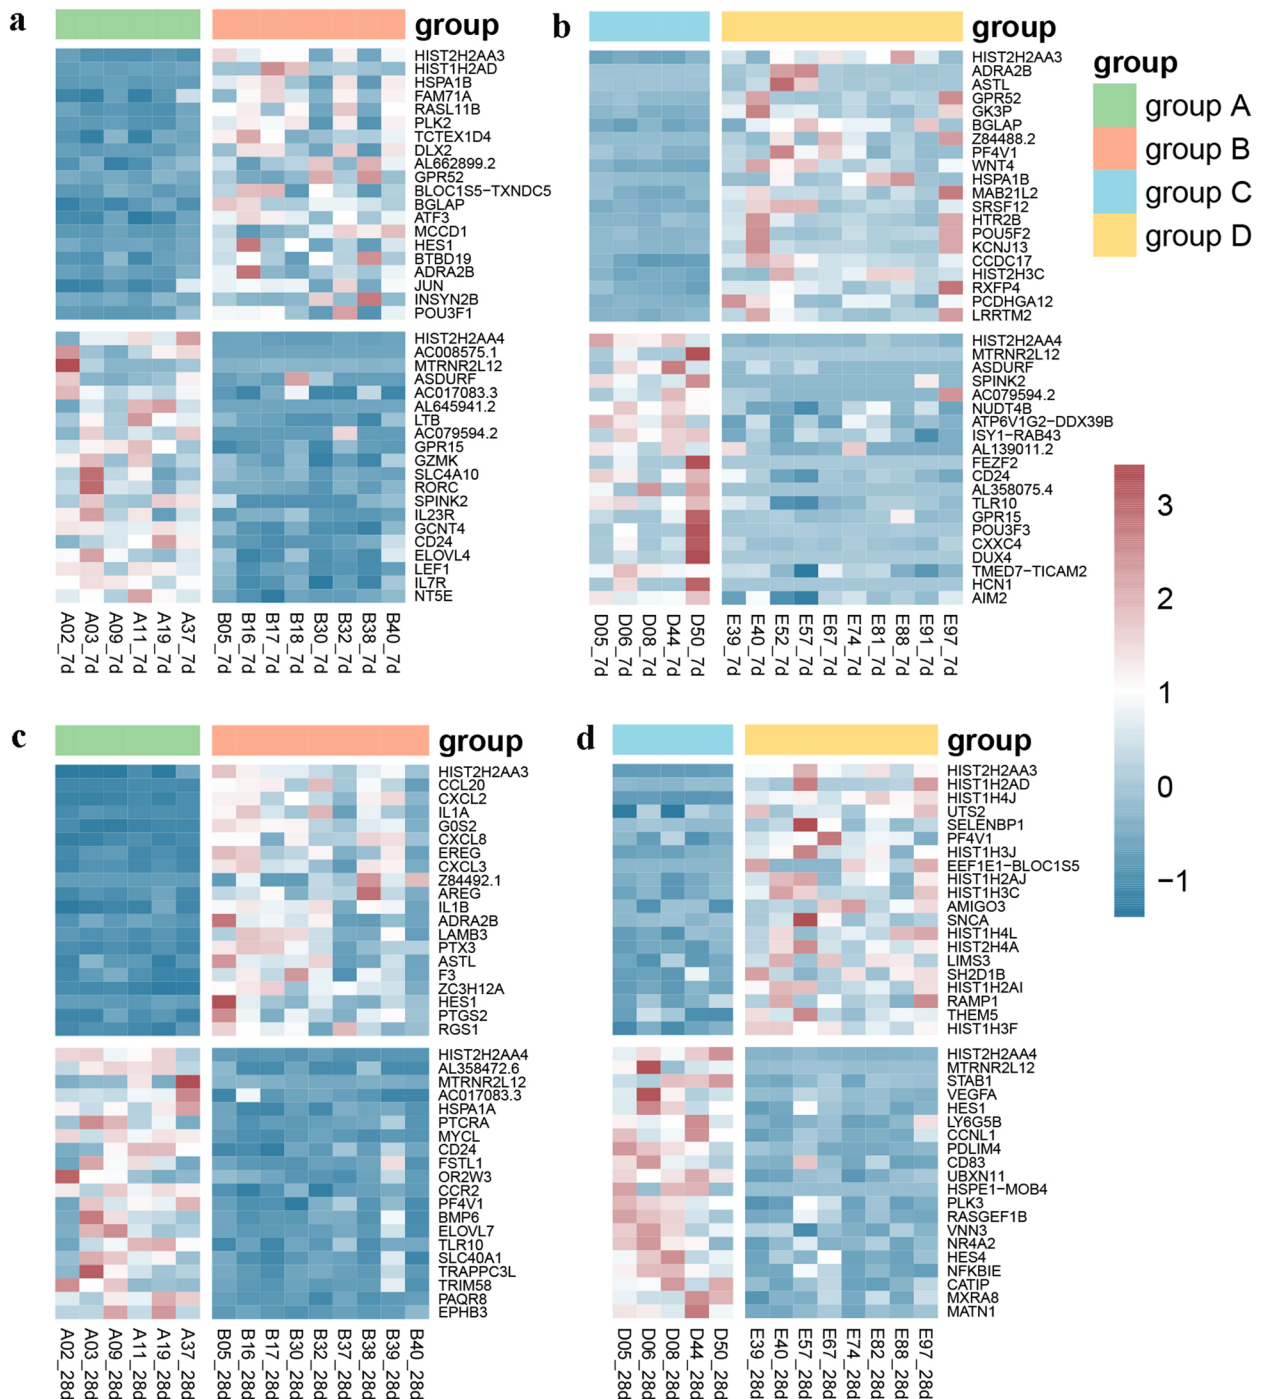 a
group
HIST2H2AA3
HIST1H2AD
HSPA1B
FAM71A
RASL11B
PLK2
TCTEX1D4
DLX2
AL662899.2
GPR52
BLOC1S5−TXNDC5
BGLAP
ATF3
MCCD1
HES1
BTBD19
ADRA2B
JUN
INSYN2B
POU3F1
HIST2H2AA4
AC008575.1
MTRNR2L12
ASDURF
AC017083.3
AL645941.2
LTB
AC079594.2
GPR15
GZMK
SLC4A10
RORC
SPINK2
IL23R
GCNT4
CD24
ELOVL4
LEF1
IL7R
NT5E
A02_7d
A03_7d
A09_7d
A11_7d
A19_7d
A37_7d
B05_7d
B16_7d
B17_7d
B18_7d
B30_7d
B32_7d
B38_7d
B40_7d
b
group
HIST2H2AA3
ADRA2B
ASTL
GPR52
GK3P
BGLAP
Z84488.2
PF4V1
WNT4
HSPA1B
MAB21L2
SRSF12
HTR2B
POU5F2
KCNJ13
CCDC17
HIST2H3C
RXFP4
PCDHGA12
LRRTM2
HIST2H2AA4
MTRNR2L12
ASDURF
SPINK2
AC079594.2
NUDT4B
ATP6V1G2−DDX39B
ISY1−RAB43
AL139011.2
FEZF2
CD24
AL358075.4
TLR10
GPR15
POU3F3
CXXC4
DUX4
TMED7−TICAM2
HCN1
AIM2
D05_7d
D06_7d
D08_7d
D44_7d
D50_7d
E39_7d
E40_7d
E52_7d
E57_7d
E67_7d
E74_7d
E81_7d
E88_7d
E91_7d
E97_7d
group
group A
group B
group C
group D
3
2
1
0
−1
c
group
HIST2H2AA3
CCL20
CXCL2
IL1A
G0S2
CXCL8
EREG
CXCL3
Z84492.1
AREG
IL1B
ADRA2B
LAMB3
PTX3
ASTL
F3
ZC3H12A
HES1
PTGS2
RGS1
HIST2H2AA4
AL358472.6
MTRNR2L12
AC017083.3
HSPA1A
PTCRA
MYCL
CD24
FSTL1
OR2W3
CCR2
PF4V1
BMP6
ELOVL7
TLR10
SLC40A1
TRAPPC3L
TRIM58
PAQR8
EPHB3
A02_28d
A03_28d
A09_28d
A11_28d
A19_28d
A37_28d
B05_28d
B16_28d
B17_28d
B30_28d
B32_28d
B37_28d
B38_28d
B39_28d
B40_28d
d
group
HIST2H2AA3
HIST1H2AD
HIST1H4J
UTS2
SELENBP1
PF4V1
HIST1H3J
EEF1E1−BLOC1S5
HIST1H2AJ
HIST1H3C
AMIGO3
SNCA
HIST1H4L
HIST2H4A
LIMS3
SH2D1B
HIST1H2AI
RAMP1
THEM5
HIST1H3F
HIST2H2AA4
MTRNR2L12
STAB1
VEGFA
HES1
LY6G5B
CCNL1
PDLIM4
CD83
UBXN11
HSPE1−MOB4
PLK3
RASGEF1B
VNN3
NR4A2
HES4
NFKBIE
CATIP
MXRA8
MATN1
D05_28d
D06_28d
D08_28d
D44_28d
D50_28d
E39_28d
E40_28d
E57_28d
E67_28d
E74_28d
E82_28d
E88_28d
E97_28d